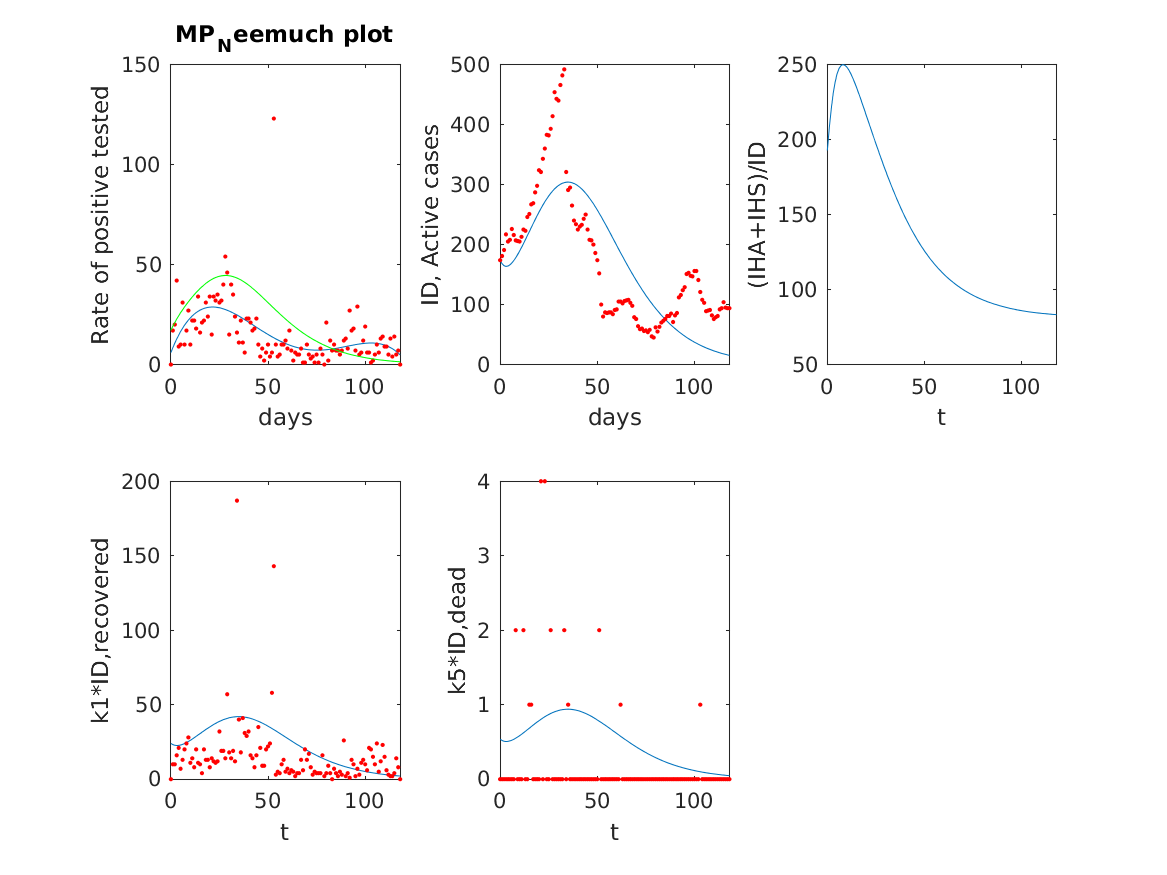 MP_Neemuch plot
150
100
50
0
Rate of positive tested
0 50 100
days
500
400
300
200
100
0
ID, Active cases
0 50 100
days
250
200
150
100
50
(IHA+IHS)/ID
0 50 100
t
200
150
100
50
0
k1*ID,recovered
0 50 100
t
4
3
2
1
0
k5*ID,dead
0 50 100
t